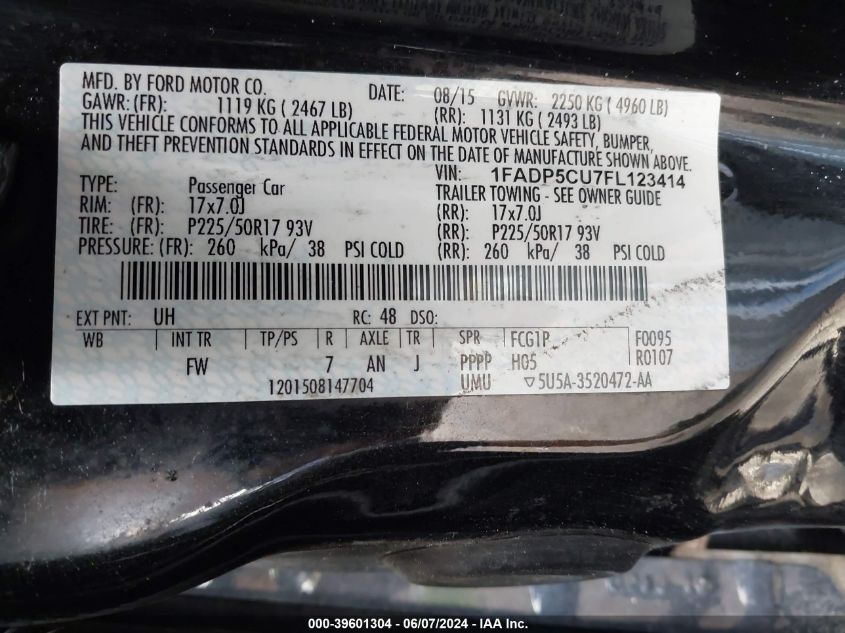 MFD. BY FORD MOTOR CO.
DATE: 08/15 GVWR: 2250 KG ( 4960 LB)
GAWR: (FR): 1119 KG ( 2467 LB) (RR): 1131 KG ( 2493 LB)
THIS VEHICLE CONFORMS TO ALL APPLICABLE FEDERAL MOTOR VEHICLE SAFETY, BUMPER,
AND THEFT PREVENTION STANDARDS IN EFFECT ON THE DATE OF MANUFACTURE SHOWN ABOVE.
VIN: 1FADP5CU7FL123414
TYPE: Passenger Car TRAILER TOWING - SEE OWNER GUIDE
RIM: (FR): 17x7.0J (RR): 17x7.0J
TIRE: (FR): P225/50R17 93V (RR): P225/50R17 93V
PRESSURE: (FR): 260 kPa/ 38 PSI COLD (RR): 260 kPa/ 38 PSI COLD
EXT PNT: UH RC: 48 DSO:
WB INT TR TP/PS R AXLE TR SPR FCG1P F0095
FW 7 AN J PPPP H05 R0107
1201508147704 UMU ▽5U5A-3520472-AA
000-39601304 - 06/07/2024 - IAA Inc.